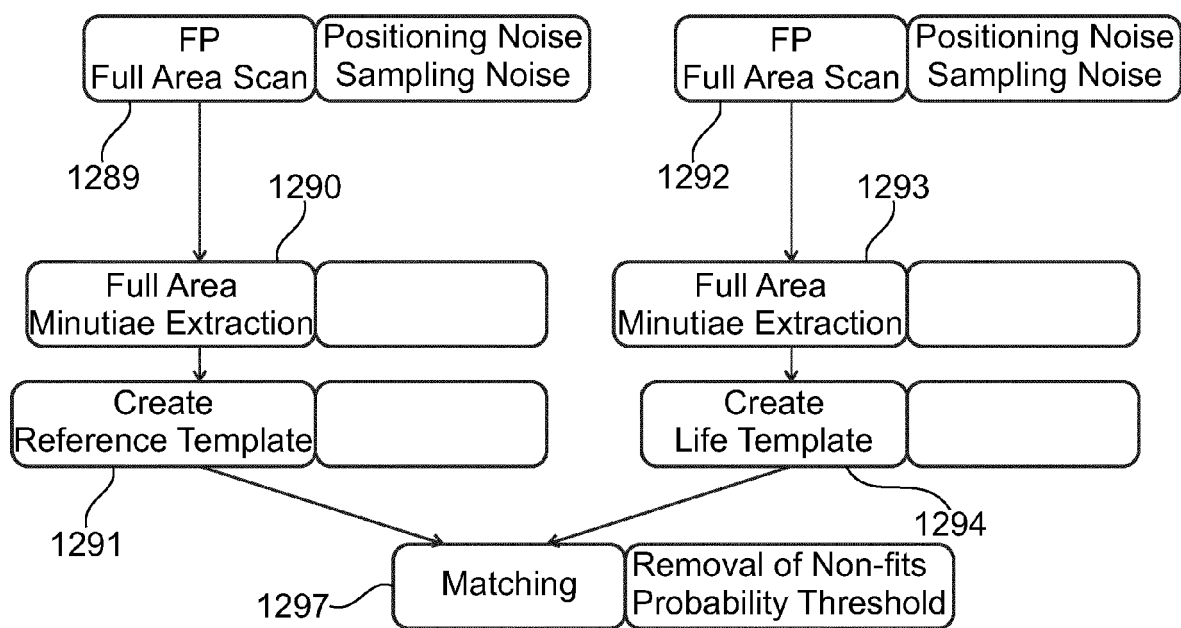 FP
Full Area Scan
Positioning Noise
Sampling Noise
FP
Full Area Scan
Positioning Noise
Sampling Noise
1289
1290
1292
1293
Full Area
Minutiae Extraction
Full Area
Minutiae Extraction
Create
Reference Template
Create
Life Template
1291
1294
Matching
Removal of Non-fits
Probability Threshold
1297